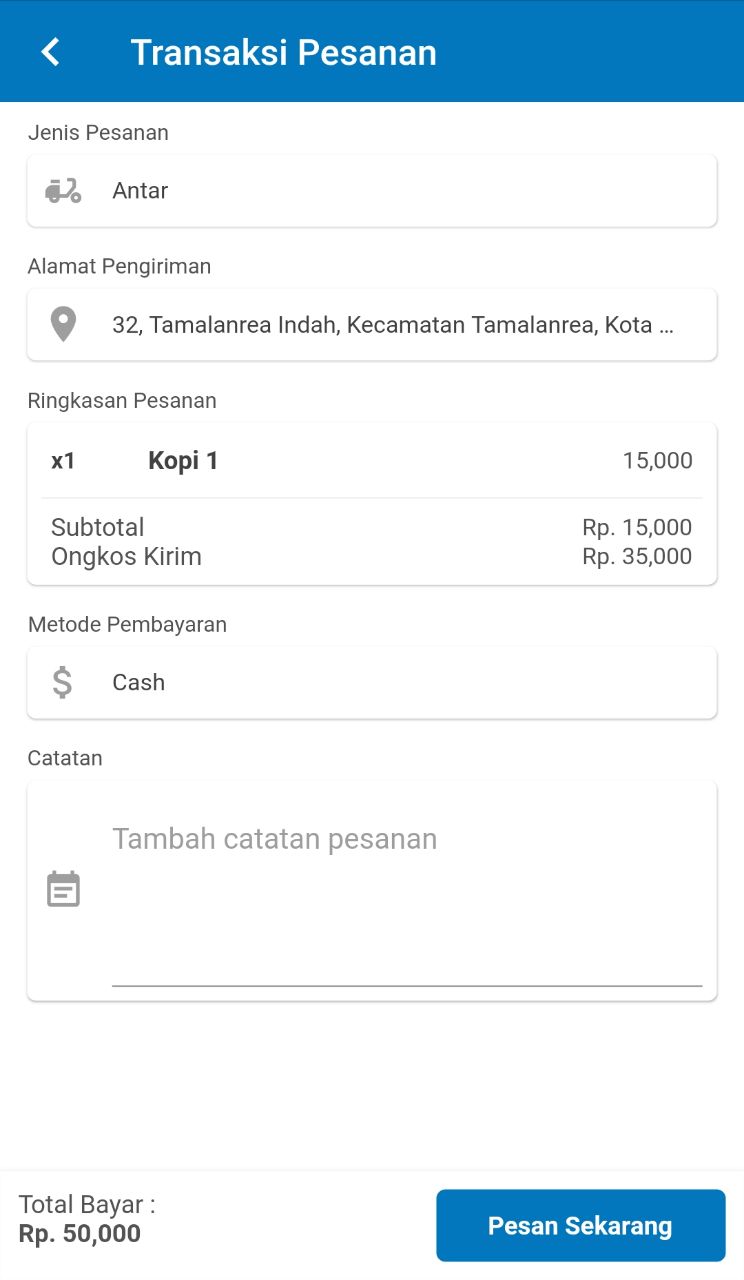 Transaksi Pesanan
Jenis Pesanan
Antar
Alamat Pengiriman
32, Tamalanrea Indah, Kecamatan Tamalanrea, Kota ...
Ringkasan Pesanan
x1 Kopi 1 15,000
Subtotal Rp. 15,000
Ongkos Kirim Rp. 35,000
Metode Pembayaran
$ Cash
Catatan
Tambah catatan pesanan
Total Bayar :
Rp. 50,000
Pesan Sekarang